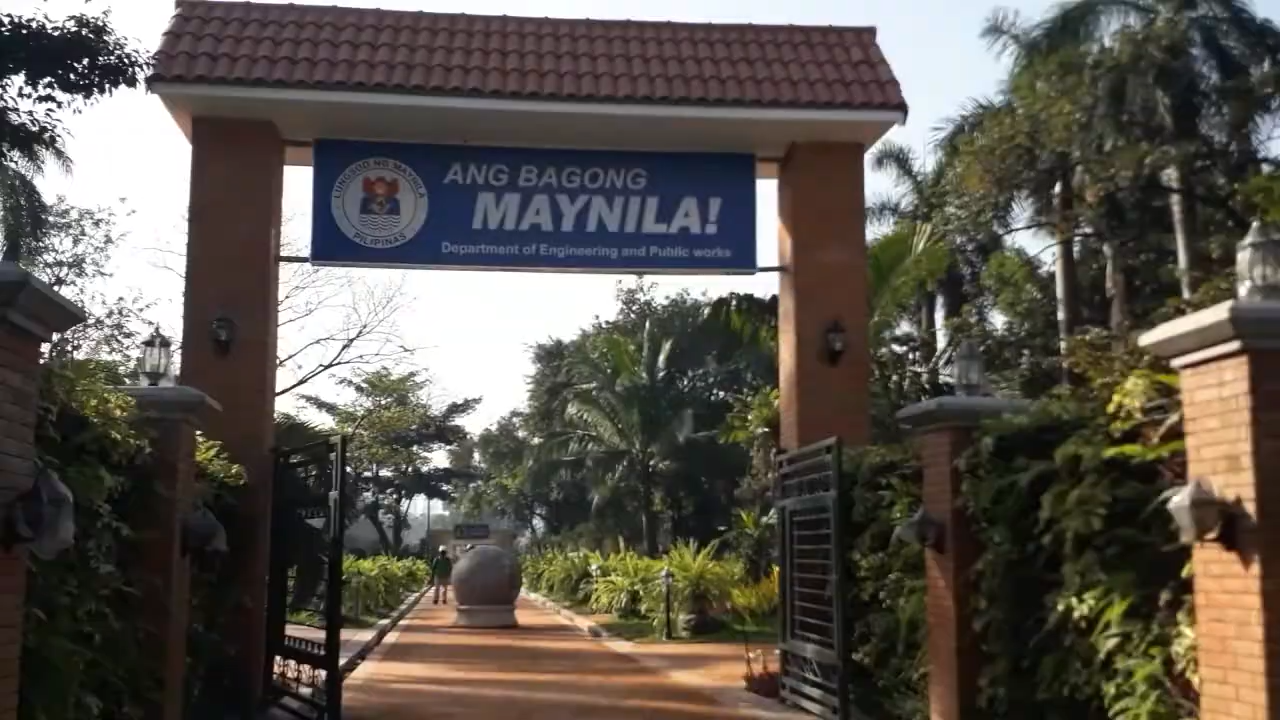 LUNGSOD NG MAYNILA
PILIPINAS
ANG BAGONG
MAYNILA!
Department of Engineering and Public works